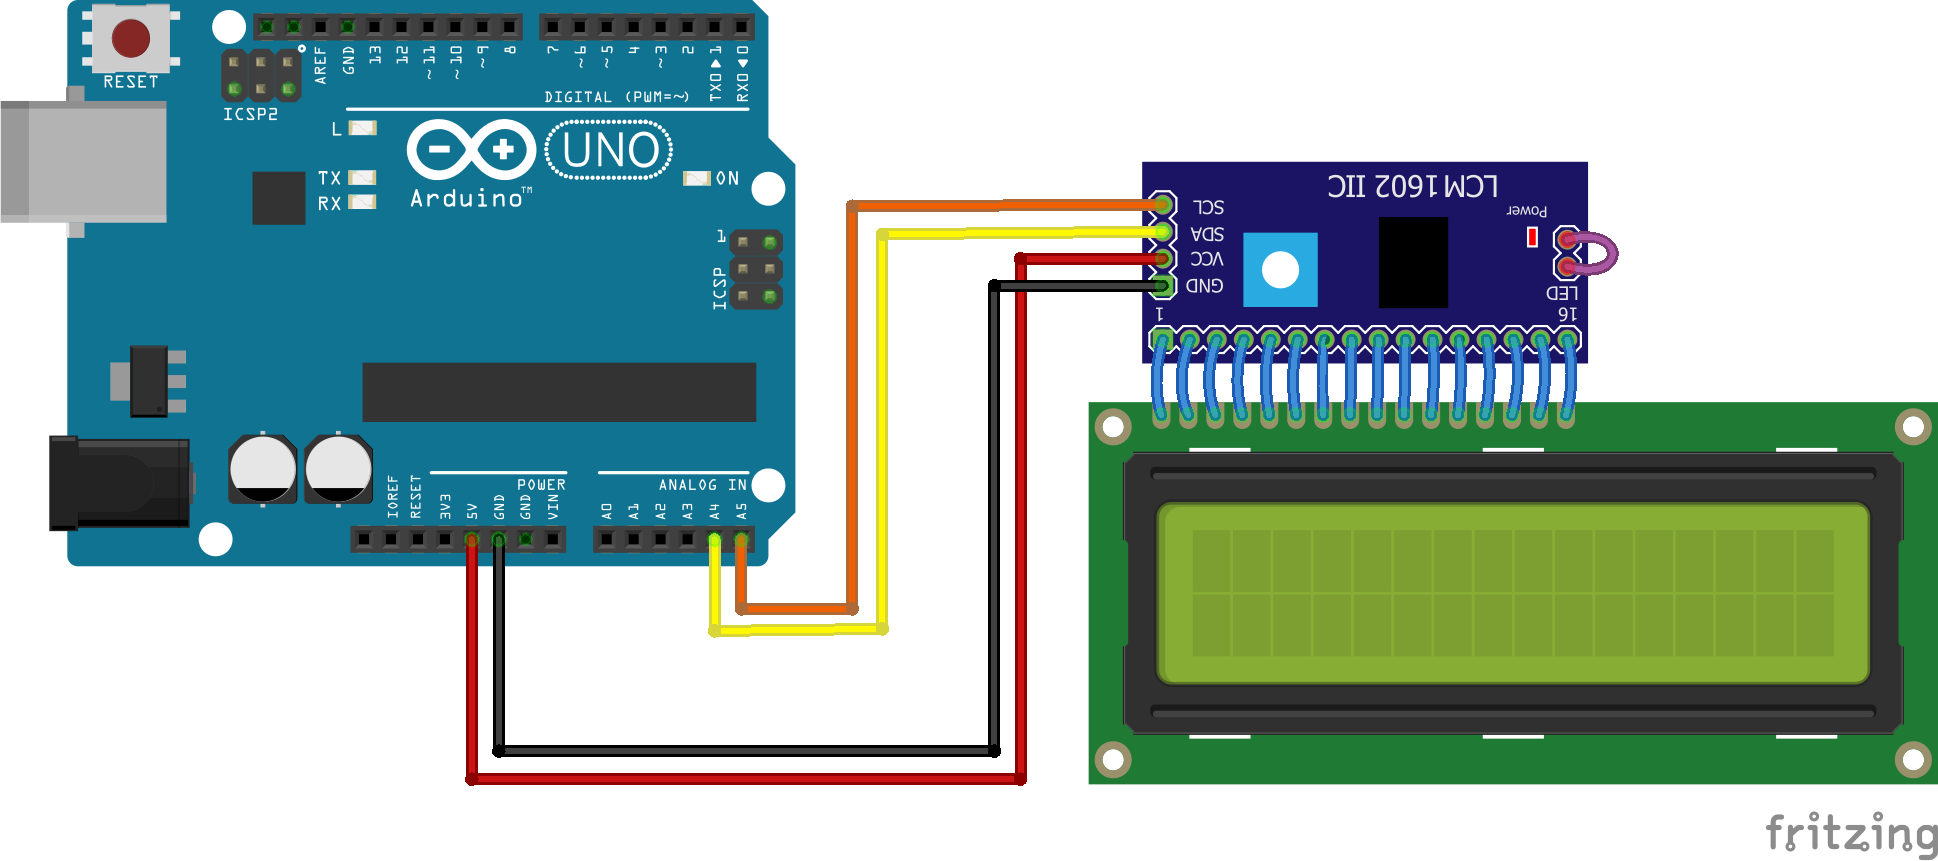 RESET
ICSP2
AREF
GND
13
12
~11
~10
~9
8
7
~6
~5
4
~3
2
TX0▶1
RX0◀0
DIGITAL (PWM=~)
L
TX
RX
Arduino™
UNO
ON
1
ICSP
IOREF
RESET
3V3
5V
GND
GND
VIN
POWER
A0
A1
A2
A3
A4
A5
ANALOG IN
LCM 1602 IIC
SCL
SDA
VCC
GND
Power
LED
1
16
fritzing